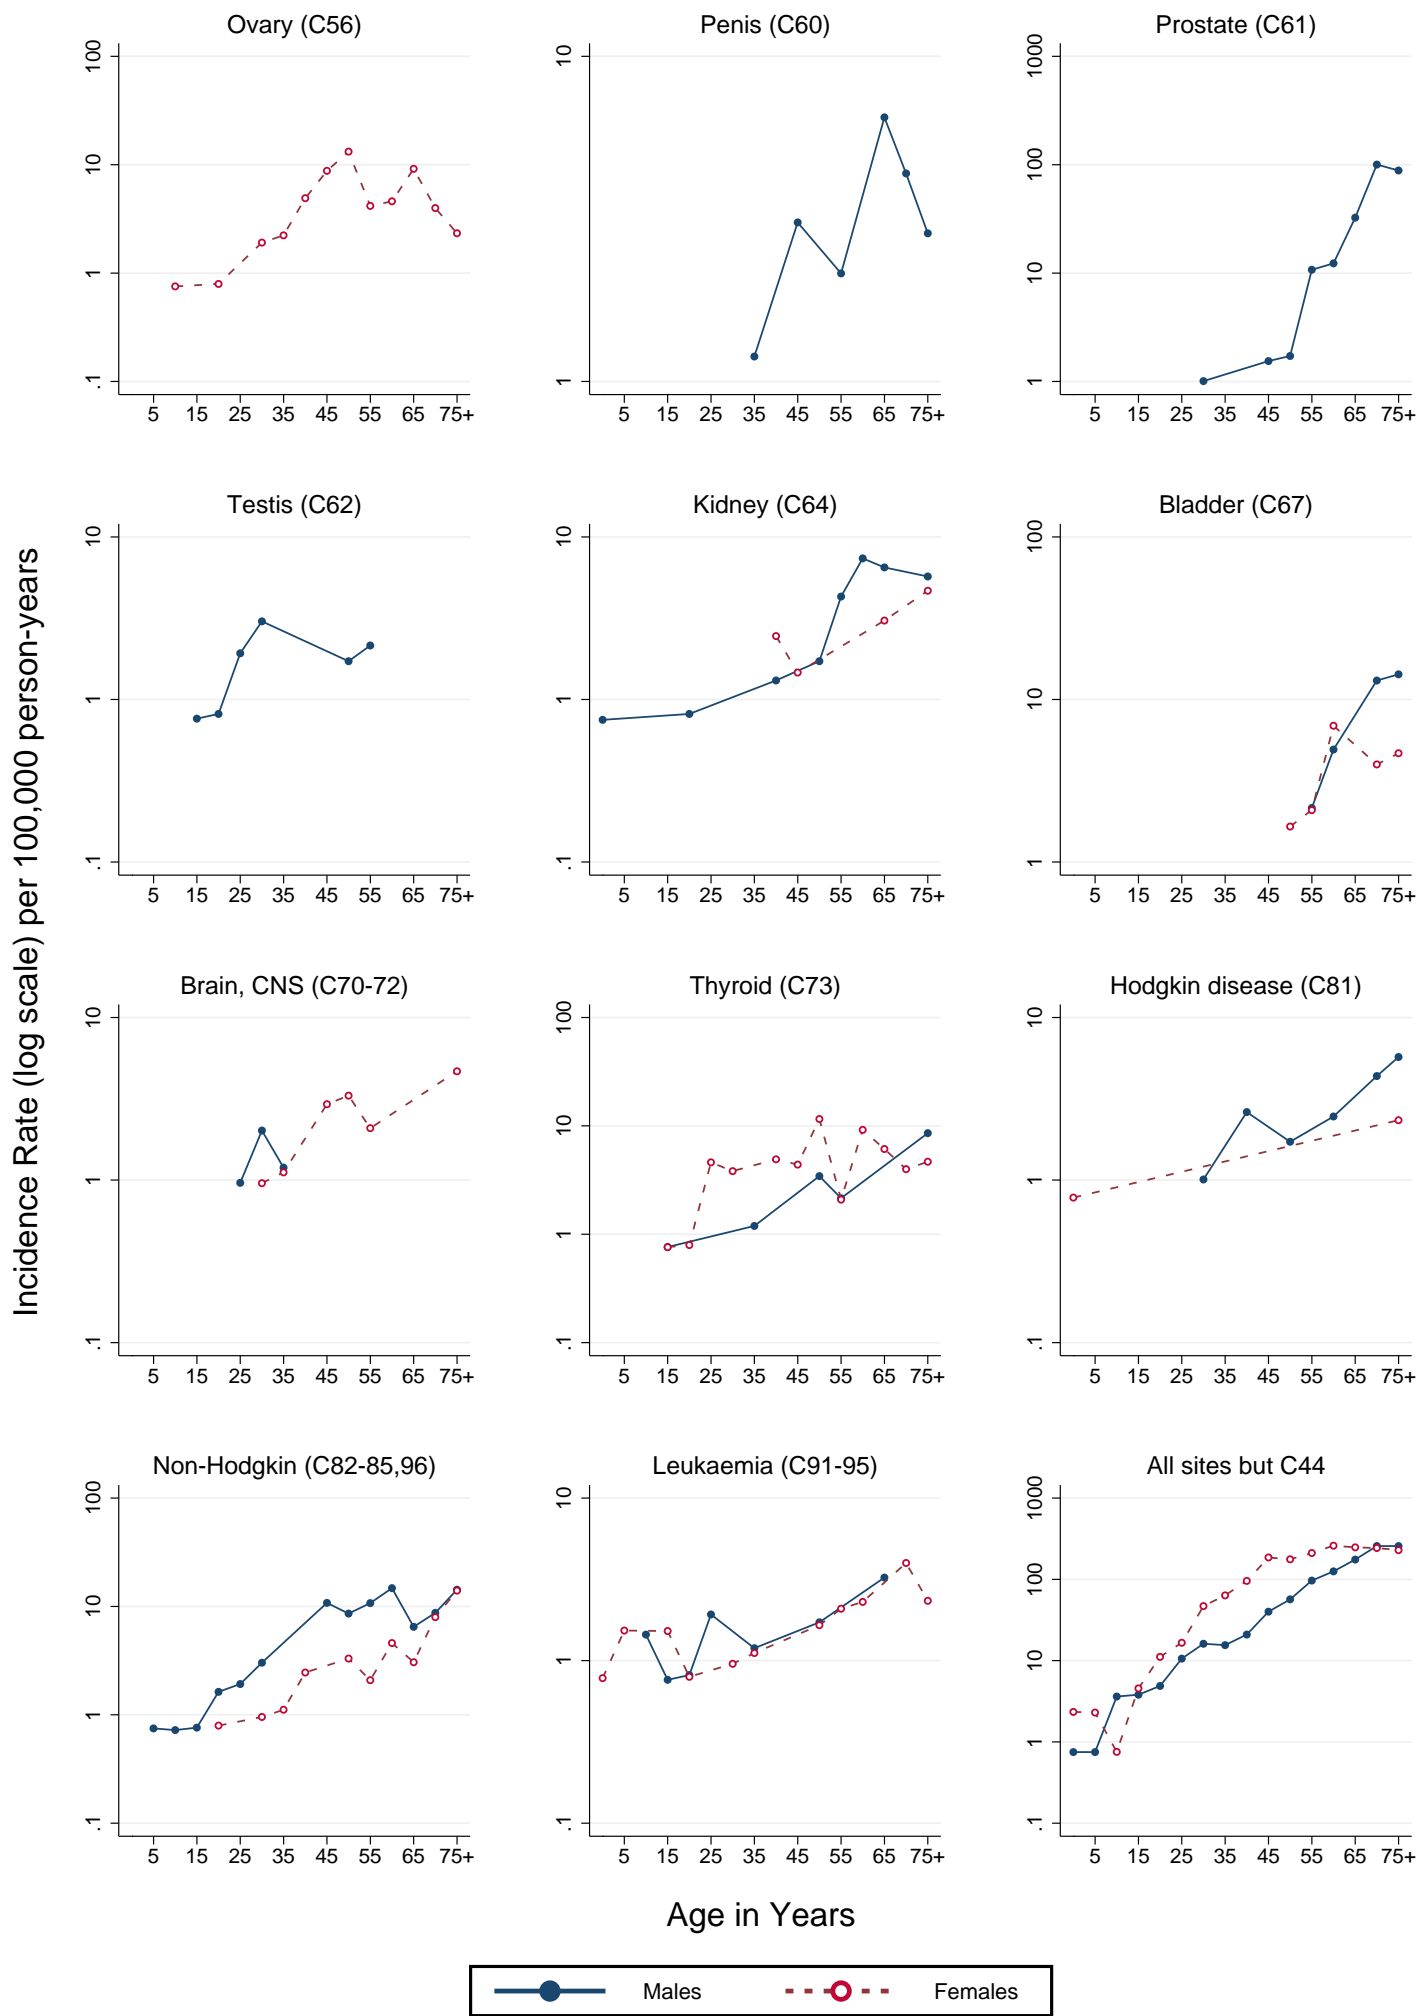 Ovary (C56)
100
10
1
.1
5 15 25 35 45 55 65 75+
Penis (C60)
10
1
5 15 25 35 45 55 65 75+
Prostate (C61)
1000
100
10
1
5 15 25 35 45 55 65 75+
Incidence Rate (log scale) per 100,000 person-years
Testis (C62)
10
1
.1
5 15 25 35 45 55 65 75+
Kidney (C64)
10
1
.1
5 15 25 35 45 55 65 75+
Bladder (C67)
100
10
1
5 15 25 35 45 55 65 75+
Brain, CNS (C70-72)
10
1
.1
5 15 25 35 45 55 65 75+
Thyroid (C73)
100
10
1
.1
5 15 25 35 45 55 65 75+
Hodgkin disease (C81)
10
1
.1
5 15 25 35 45 55 65 75+
Non-Hodgkin (C82-85,96)
100
10
1
.1
5 15 25 35 45 55 65 75+
Leukaemia (C91-95)
10
1
.1
5 15 25 35 45 55 65 75+
All sites but C44
1000
100
10
1
.1
5 15 25 35 45 55 65 75+
Age in Years
Males Females